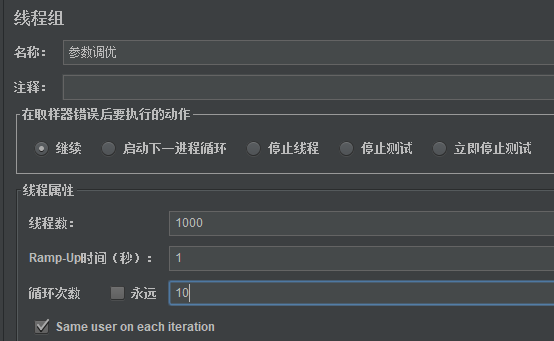 线程组
名称： 参数调优
注释：
在取样器错误后要执行的动作
继续 启动下一进程循环 停止线程 停止测试 立即停止测试
线程属性
线程数： 1000
Ramp-Up时间（秒）： 1
循环次数 永远 10
Same user on each iteration